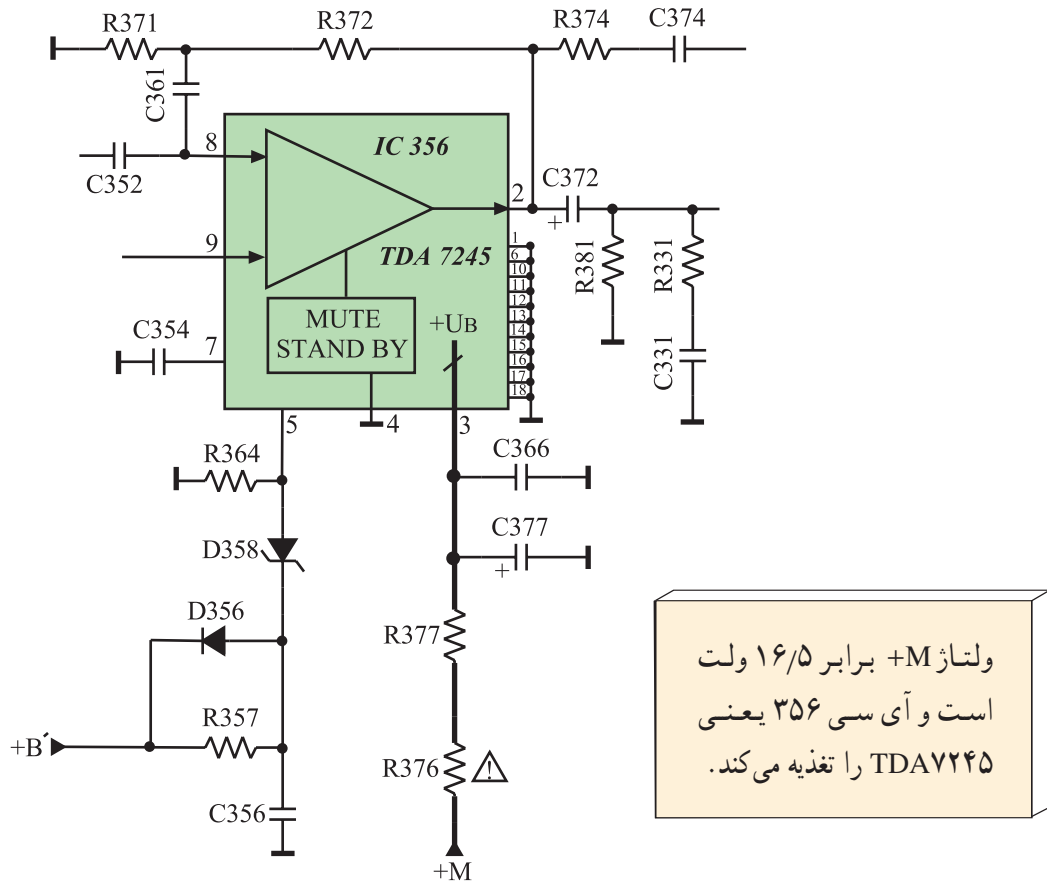 R371
R372
R374
C374
C361
8
IC 356
C352
C372
2
+
9
TDA 7245
1
6
10
11
12
13
14
15
16
17
18
R381
R331
MUTE
STAND BY
+UB
C354
7
C331
5
4
3
R364
C366
D358
C377
+
D356
R377
ولتاژ M+ برابر ۱۶/۵ ولت
است و آی سی ۳۵۶ یعنی
TDA۷۲۴۵ را تغذیه می‌کند.
R357
+B'
R376
!
C356
+M